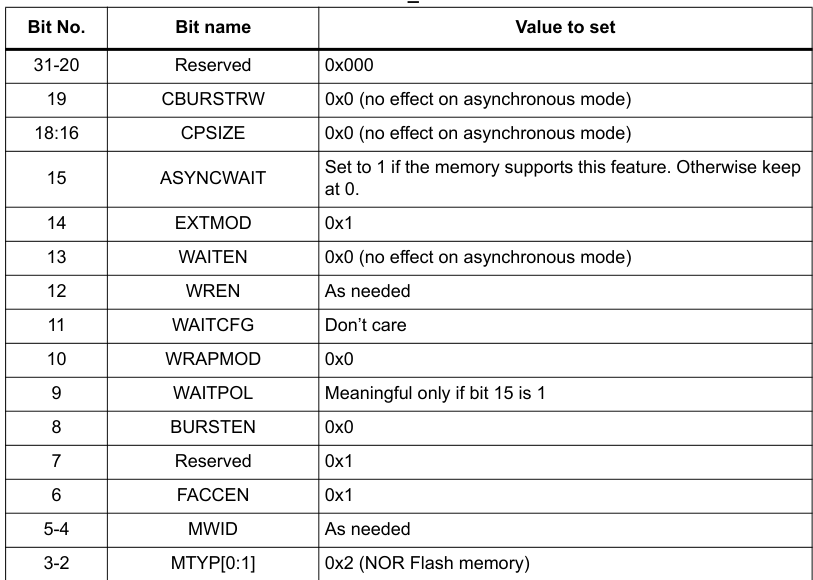 Bit No. Bit name Value to set
31-20 Reserved 0x000
19 CBURSTRW 0x0 (no effect on asynchronous mode)
18:16 CPSIZE 0x0 (no effect on asynchronous mode)
15 ASYNCWAIT Set to 1 if the memory supports this feature. Otherwise keep
at 0.
14 EXTMOD 0x1
13 WAITEN 0x0 (no effect on asynchronous mode)
12 WREN As needed
11 WAITCFG Don’t care
10 WRAPMOD 0x0
9 WAITPOL Meaningful only if bit 15 is 1
8 BURSTEN 0x0
7 Reserved 0x1
6 FACCEN 0x1
5-4 MWID As needed
3-2 MTYP[0:1] 0x2 (NOR Flash memory)